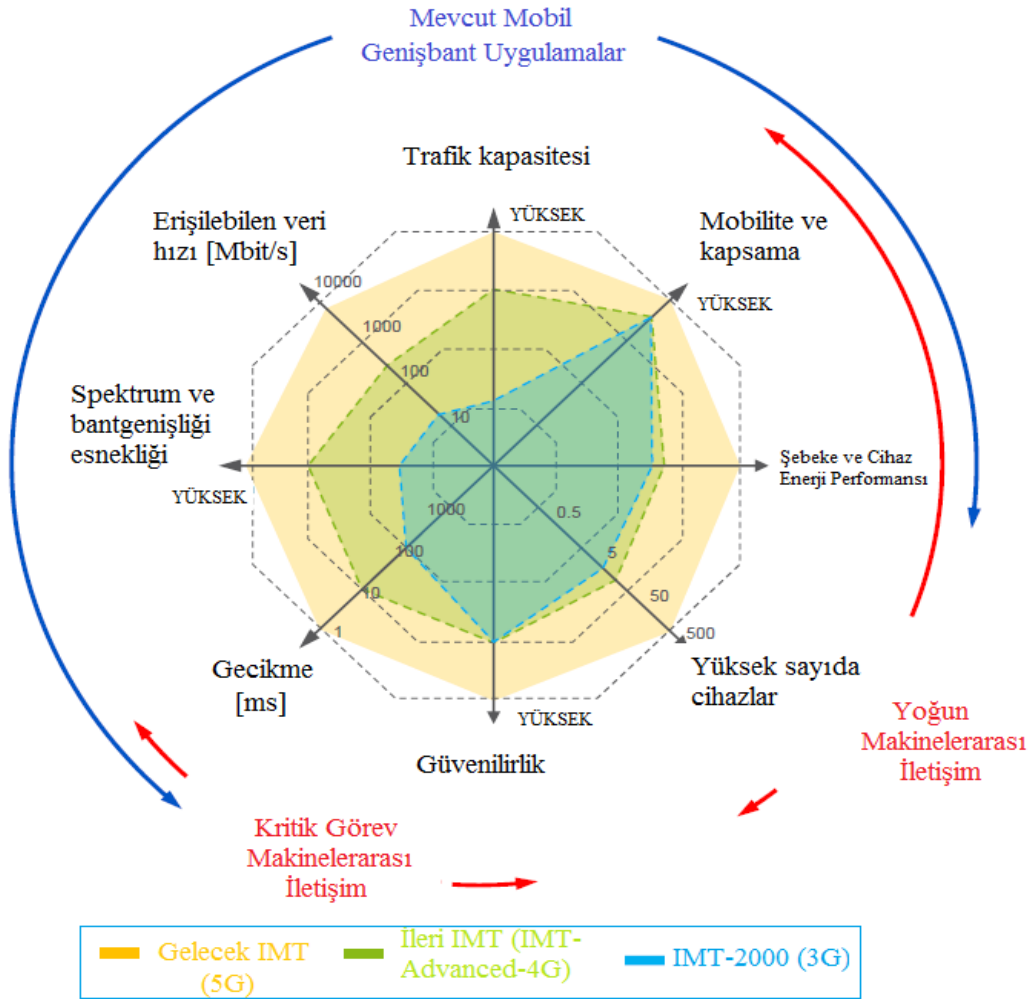 Mevcut Mobil
Genişbant Uygulamalar
Trafik kapasitesi
YÜKSEK
Erişilebilen veri
hızı [Mbit/s]
10000
1000
100
10
Mobilite ve
kapsama
YÜKSEK
Spektrum ve
bantgenişliği
esnekliği
YÜKSEK
Şebeke ve Cihaz
Enerji Performansı
1000
100
10
1
0.5
5
50
500
Gecikme
[ms]
YÜKSEK
Güvenilirlik
Yüksek sayıda
cihazlar
Yoğun
Makinelerarası
İletişim
Kritik Görev
Makinelerarası
İletişim
Gelecek IMT
(5G)
İleri IMT (IMT-
Advanced-4G)
IMT-2000 (3G)